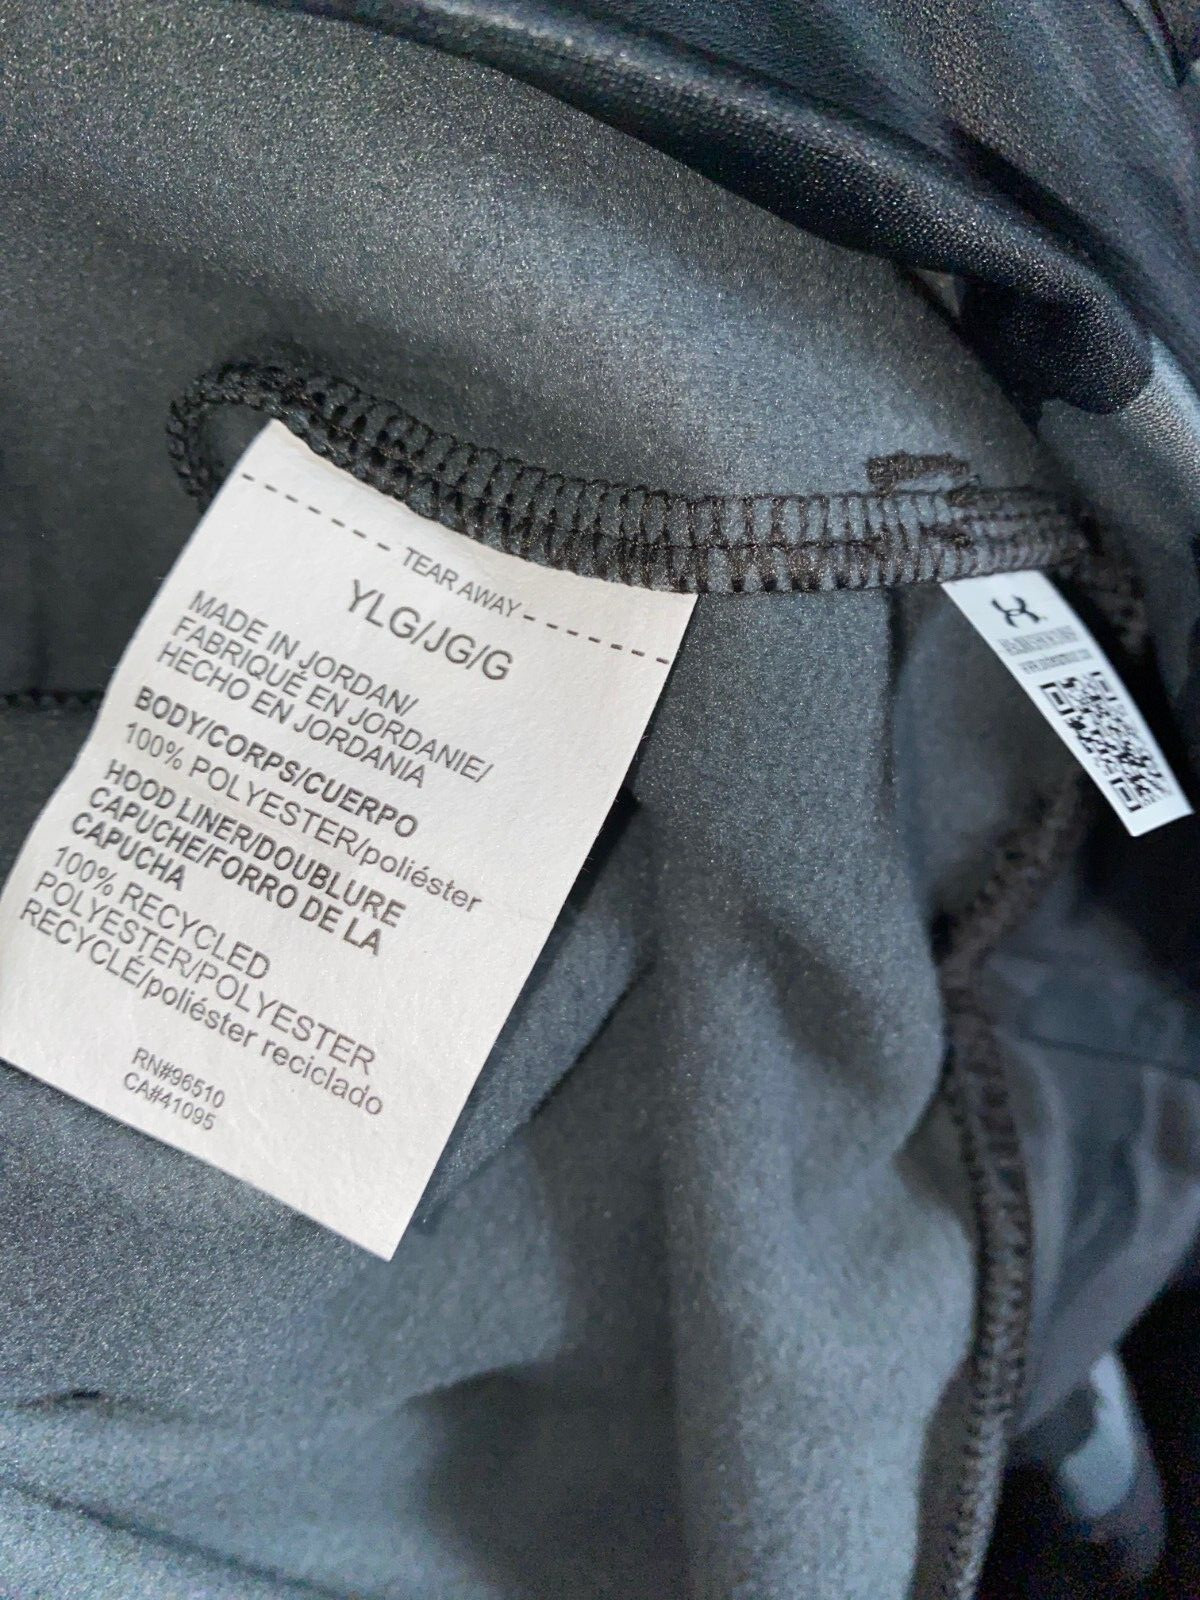 TEAR AWAY
YLG/JG/G
MADE IN JORDAN/
FABRIQUÉ EN JORDANIE/
HECHO EN JORDANIA
BODY/CORPS/CUERPO
100% POLYESTER/poliéster
HOOD LINER/DOUBLURE
CAPUCHE/FORRO DE LA
CAPUCHA
100% RECYCLED
POLYESTER/POLYESTER
RECYCLÉ/poliéster reciclado
RN#96510
CA#41095